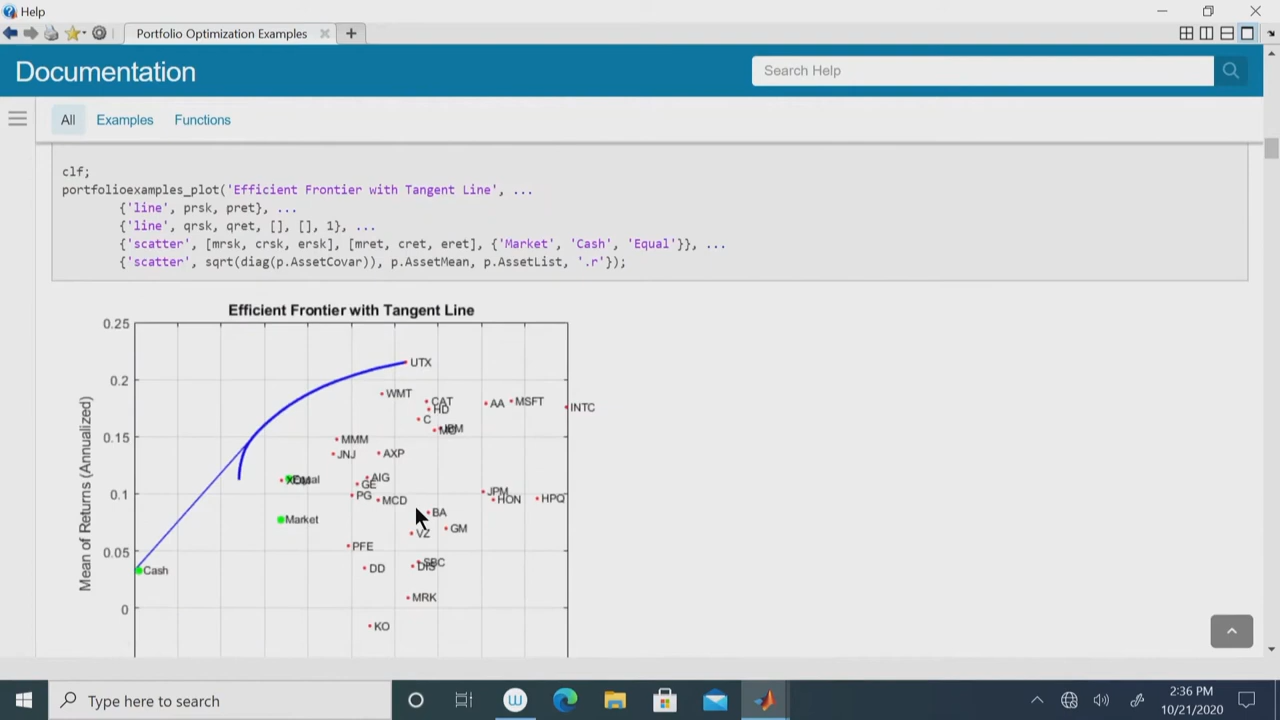 Help
Portfolio Optimization Examples
Documentation
Search Help
All Examples Functions
clf;
portfolioexamples_plot('Efficient Frontier with Tangent Line', ...
{'line', prsk, pret}, ...
{'line', qrsk, qret, [], [], 1}, ...
{'scatter', [mrsk, crsk, ersk], [mret, cret, eret], {'Market', 'Cash', 'Equal'}}, ...
{'scatter', sqrt(diag(p.AssetCovar)), p.AssetMean, p.AssetList, '.r'});
Efficient Frontier with Tangent Line
0.25
UTX
0.2
WMT
CAT
AA
MSFT
HD
INTC
C
0.15
MMM
JNJ
AXP
AIG
Equal
GE
0.1
PG
MCD
JPM
HON
HPQ
BA
Market
GM
VZ
0.05
PFE
SBC
DIS
DD
Cash
MRK
0
KO
Mean of Returns (Annualized)
Type here to search
2:36 PM
10/21/2020